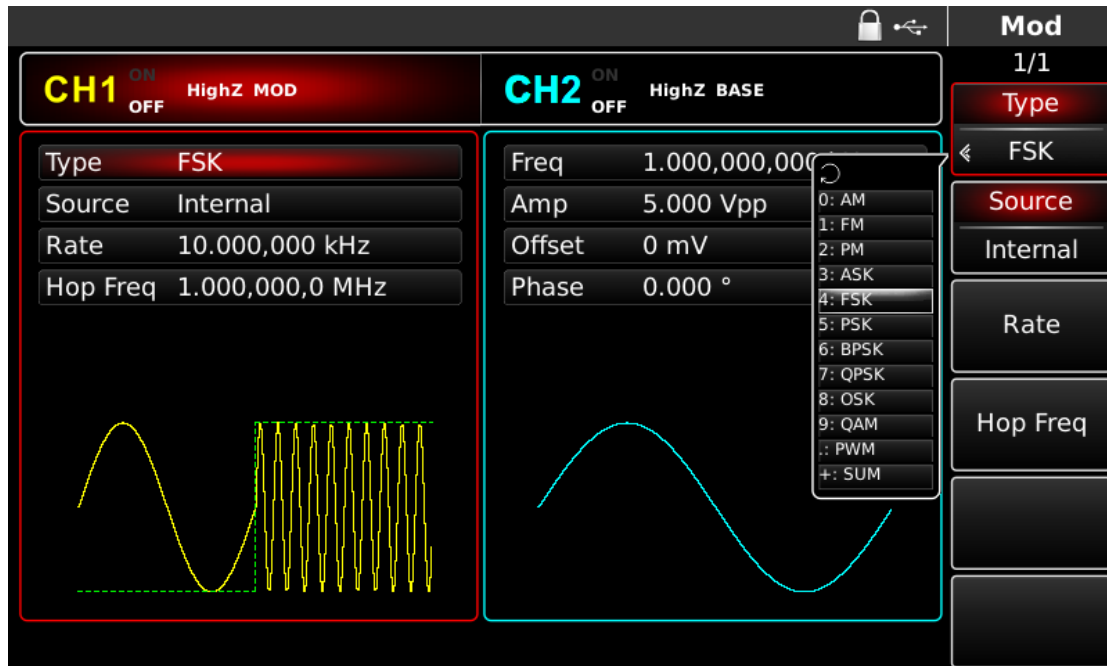 Mod
1/1
CH1 ON OFF HighZ MOD
CH2 ON OFF HighZ BASE
Type FSK
Source Internal
Rate 10.000,000 kHz
Hop Freq 1.000,000,0 MHz
Freq 1.000,000,000
Amp 5.000 Vpp
Offset 0 mV
Phase 0.000 °
0: AM
1: FM
2: PM
3: ASK
4: FSK
5: PSK
6: BPSK
7: QPSK
8: OSK
9: QAM
.: PWM
+: SUM
Type
FSK
Source
Internal
Rate
Hop Freq